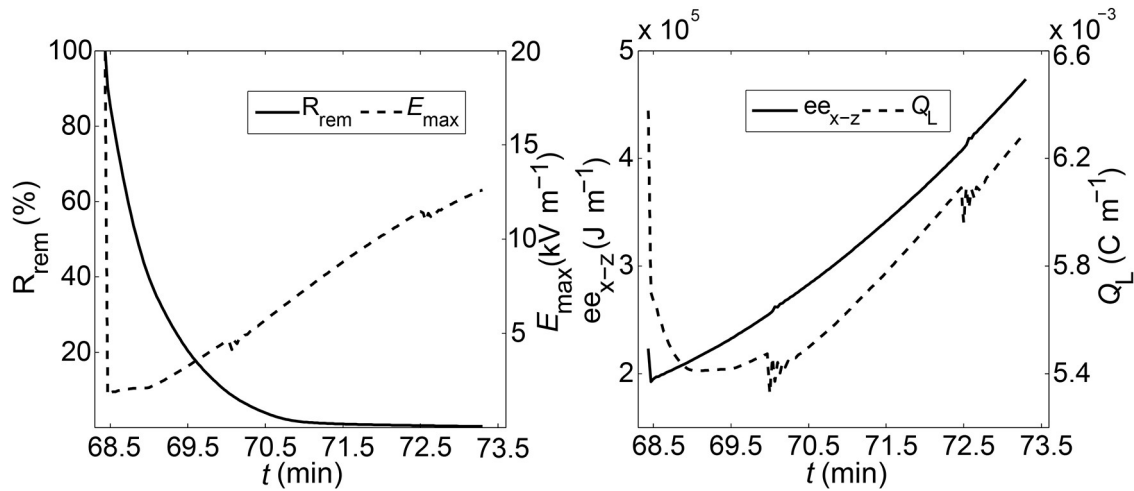 100
80
60
40
20
R_rem (%)
R_rem E_max
20
15
10
5
E_max (kV m⁻¹)
68.5 69.5 70.5 71.5 72.5 73.5
t (min)
x 10⁵
5
4
3
2
ee_x−z (J m⁻¹)
ee_x−z Q_L
x 10⁻³
6.6
6.2
5.8
5.4
Q_L (C m⁻¹)
68.5 69.5 70.5 71.5 72.5 73.5
t (min)